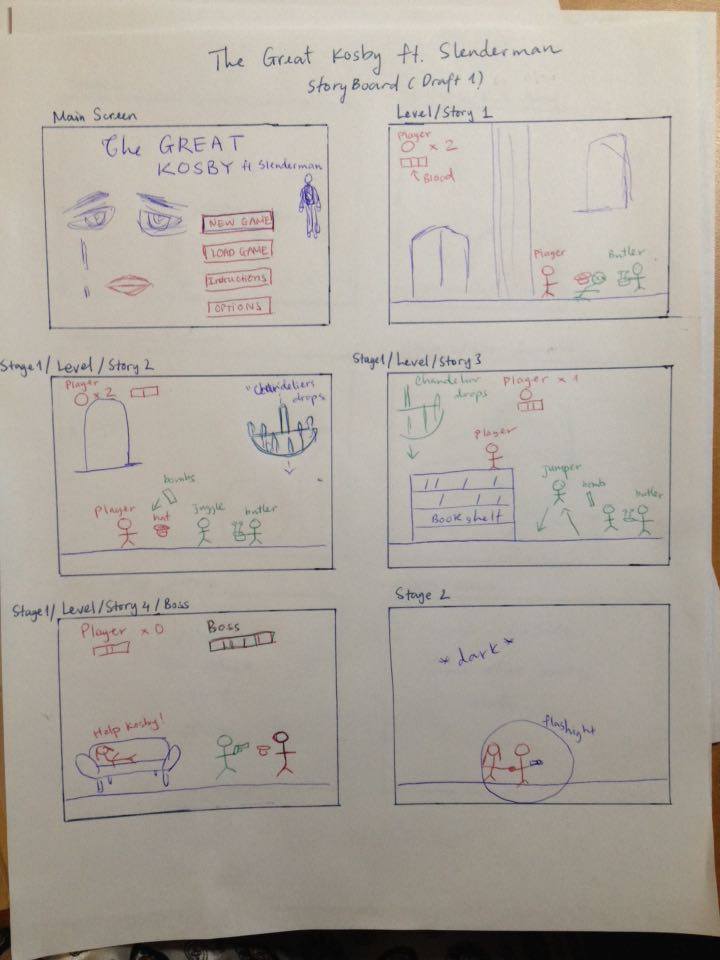 The Great Kosby ft. Slenderman
StoryBoard (Draft 1)
Main Screen
The GREAT
KOSBY ft Slenderman
NEW GAME
LOAD GAME
Instructions
OPTIONS
Level/Story 1
Player
x 2
Blood
Player
Butler
Stage1/Level/Story 2
Player
x 2
"Chandeliers
drops
bombs
Player
hat
Juggle
butler
Stage1/Level/Story 3
Chandelier
drops
Player x 1
Player
Jumper
bomb
butler
Bookshelf
Stage1/Level/Story 4/Boss
Player x 0
Boss
Help Kosby!
Stage 2
*dark*
flashight